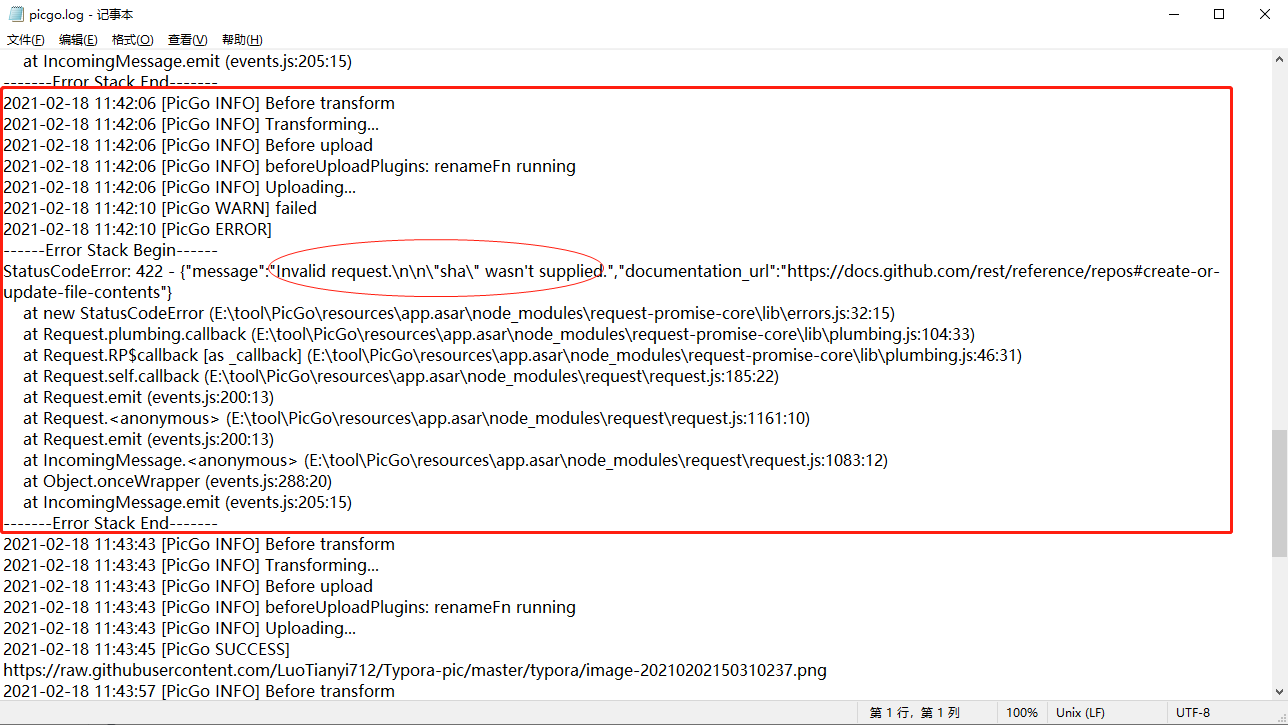 picgo.log - 记事本
文件(F) 编辑(E) 格式(O) 查看(V) 帮助(H)
at IncomingMessage.emit (events.js:205:15)
-------Error Stack End-------
2021-02-18 11:42:06 [PicGo INFO] Before transform
2021-02-18 11:42:06 [PicGo INFO] Transforming...
2021-02-18 11:42:06 [PicGo INFO] Before upload
2021-02-18 11:42:06 [PicGo INFO] beforeUploadPlugins: renameFn running
2021-02-18 11:42:06 [PicGo INFO] Uploading...
2021-02-18 11:42:10 [PicGo WARN] failed
2021-02-18 11:42:10 [PicGo ERROR]
------Error Stack Begin------
StatusCodeError: 422 - {"message":"Invalid request.\n\n\"sha\" wasn't supplied.","documentation_url":"https://docs.github.com/rest/reference/repos#create-or-
update-file-contents"}
at new StatusCodeError (E:\tool\PicGo\resources\app.asar\node_modules\request-promise-core\lib\errors.js:32:15)
at Request.plumbing.callback (E:\tool\PicGo\resources\app.asar\node_modules\request-promise-core\lib\plumbing.js:104:33)
at Request.RP$callback [as _callback] (E:\tool\PicGo\resources\app.asar\node_modules\request-promise-core\lib\plumbing.js:46:31)
at Request.self.callback (E:\tool\PicGo\resources\app.asar\node_modules\request\request.js:185:22)
at Request.emit (events.js:200:13)
at Request.<anonymous> (E:\tool\PicGo\resources\app.asar\node_modules\request\request.js:1161:10)
at Request.emit (events.js:200:13)
at IncomingMessage.<anonymous> (E:\tool\PicGo\resources\app.asar\node_modules\request\request.js:1083:12)
at Object.onceWrapper (events.js:288:20)
at IncomingMessage.emit (events.js:205:15)
-------Error Stack End-------
2021-02-18 11:43:43 [PicGo INFO] Before transform
2021-02-18 11:43:43 [PicGo INFO] Transforming...
2021-02-18 11:43:43 [PicGo INFO] Before upload
2021-02-18 11:43:43 [PicGo INFO] beforeUploadPlugins: renameFn running
2021-02-18 11:43:43 [PicGo INFO] Uploading...
2021-02-18 11:43:45 [PicGo SUCCESS]
https://raw.githubusercontent.com/LuoTianyi712/Typora-pic/master/typora/image-20210202150310237.png
2021-02-18 11:43:57 [PicGo INFO] Before transform
第 1 行，第 1 列 100% Unix (LF) UTF-8